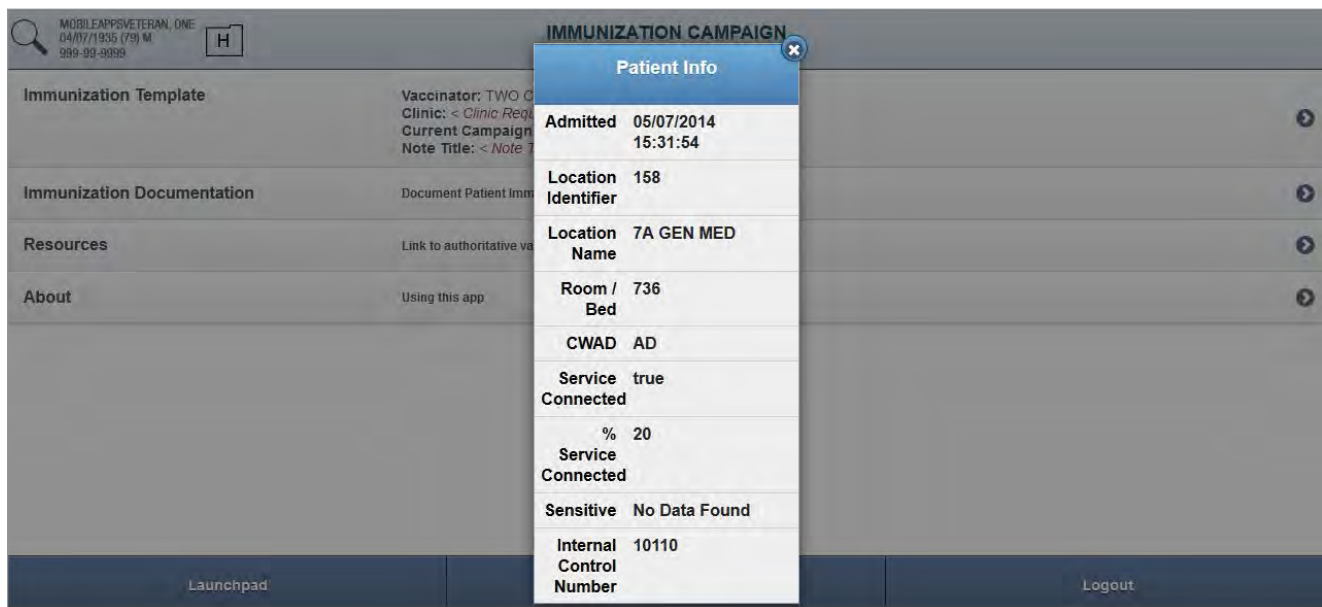 MOBILEAPPSVETERAN, ONE
04/07/1935 (79) M
999-99-9999
H
IMMUNIZATION CAMPAIGN
Immunization Template
Vaccinator: TWO
Clinic: < Clinic
Current Campaign
Note Title: < Note
Immunization Documentation
Document Patient
Resources
Link to authoritative
About
Using this app
Patient Info
Admitted 05/07/2014
15:31:54
Location 158
Identifier
Location 7A GEN MED
Name
Room / 736
Bed
CWAD AD
Service true
Connected
% 20
Service
Connected
Sensitive No Data Found
Internal 10110
Control
Number
Launchpad
Logout